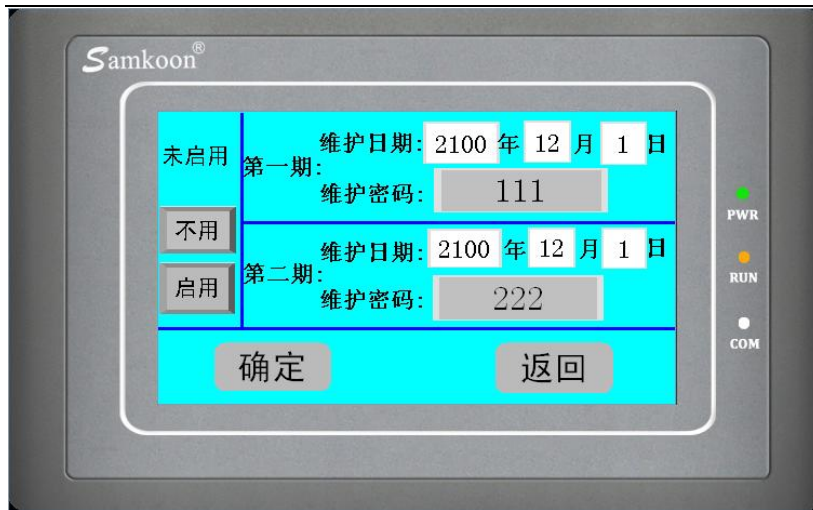 Samkoon®
未启用
不用
启用
第一期:
维护日期: 2100 年 12 月 1 日
维护密码: 111
第二期:
维护日期: 2100 年 12 月 1 日
维护密码: 222
确定
返回
PWR
RUN
COM